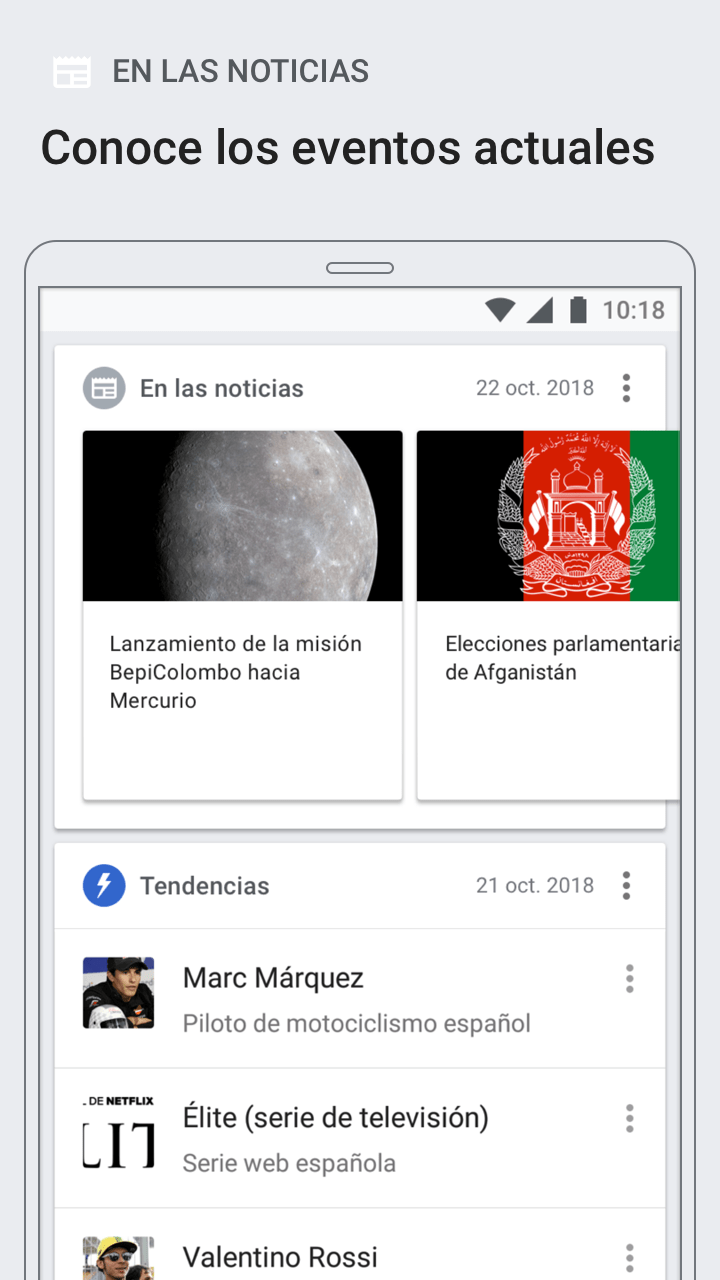 EN LAS NOTICIAS
Conoce los eventos actuales
10:18
En las noticias
22 oct. 2018
Lanzamiento de la misión
BepiColombo hacia
Mercurio
Elecciones parlamentaria
de Afganistán
Tendencias
21 oct. 2018
Marc Márquez
Piloto de motociclismo español
. DE NETFLIX
LIT
Élite (serie de televisión)
Serie web española
Valentino Rossi